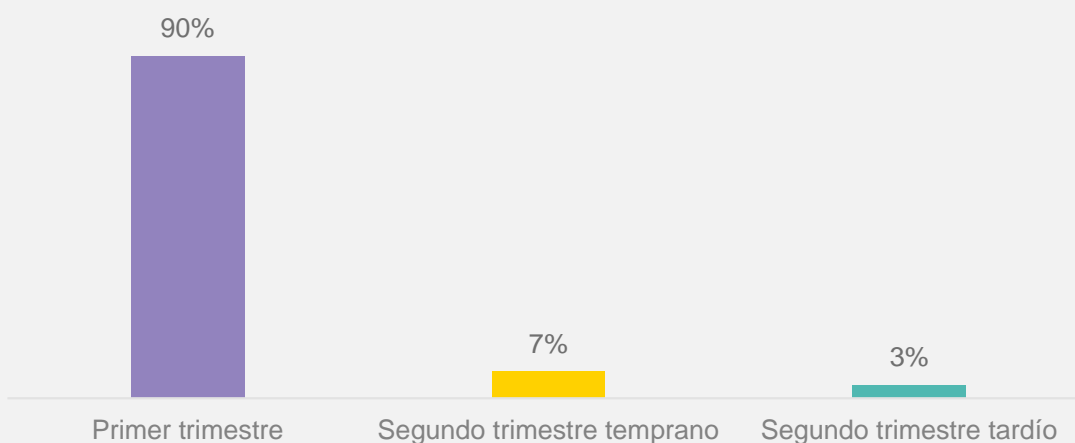 90%
7%
3%
Primer trimestre
Segundo trimestre temprano
Segundo trimestre tardío